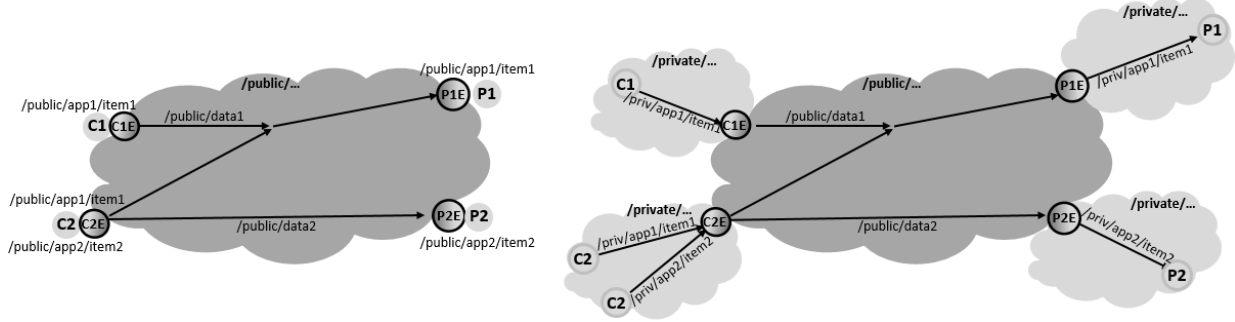 /public/app1/item1
C1
C1E
/public/data1
/public/...
/public/app1/item1
P1E
P1
/public/app1/item1
C2
C2E
/public/app2/item2
/public/data2
P2E
P2
/public/app2/item2
/private/...
C1
/priv/app1/item1
C1E
/public/data1
/public/...
P1E
/private/...
P1
/priv/app1/item1
/private/...
C2E
/priv/app1/item1
C2
/priv/app2/item2
C2
/public/data2
P2E
/private/...
/priv/app2/item2
P2